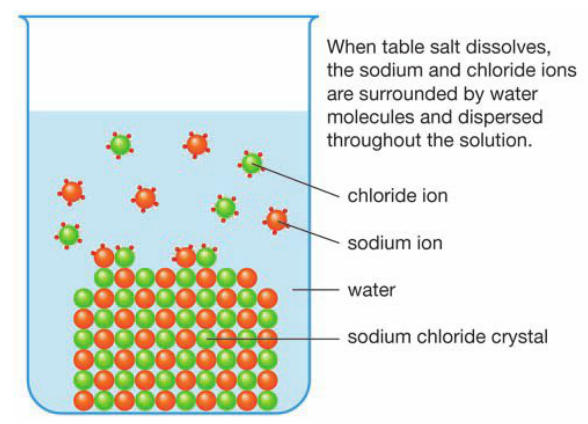 When table salt dissolves,
the sodium and chloride ions
are surrounded by water
molecules and dispersed
throughout the solution.
chloride ion
sodium ion
water
sodium chloride crystal